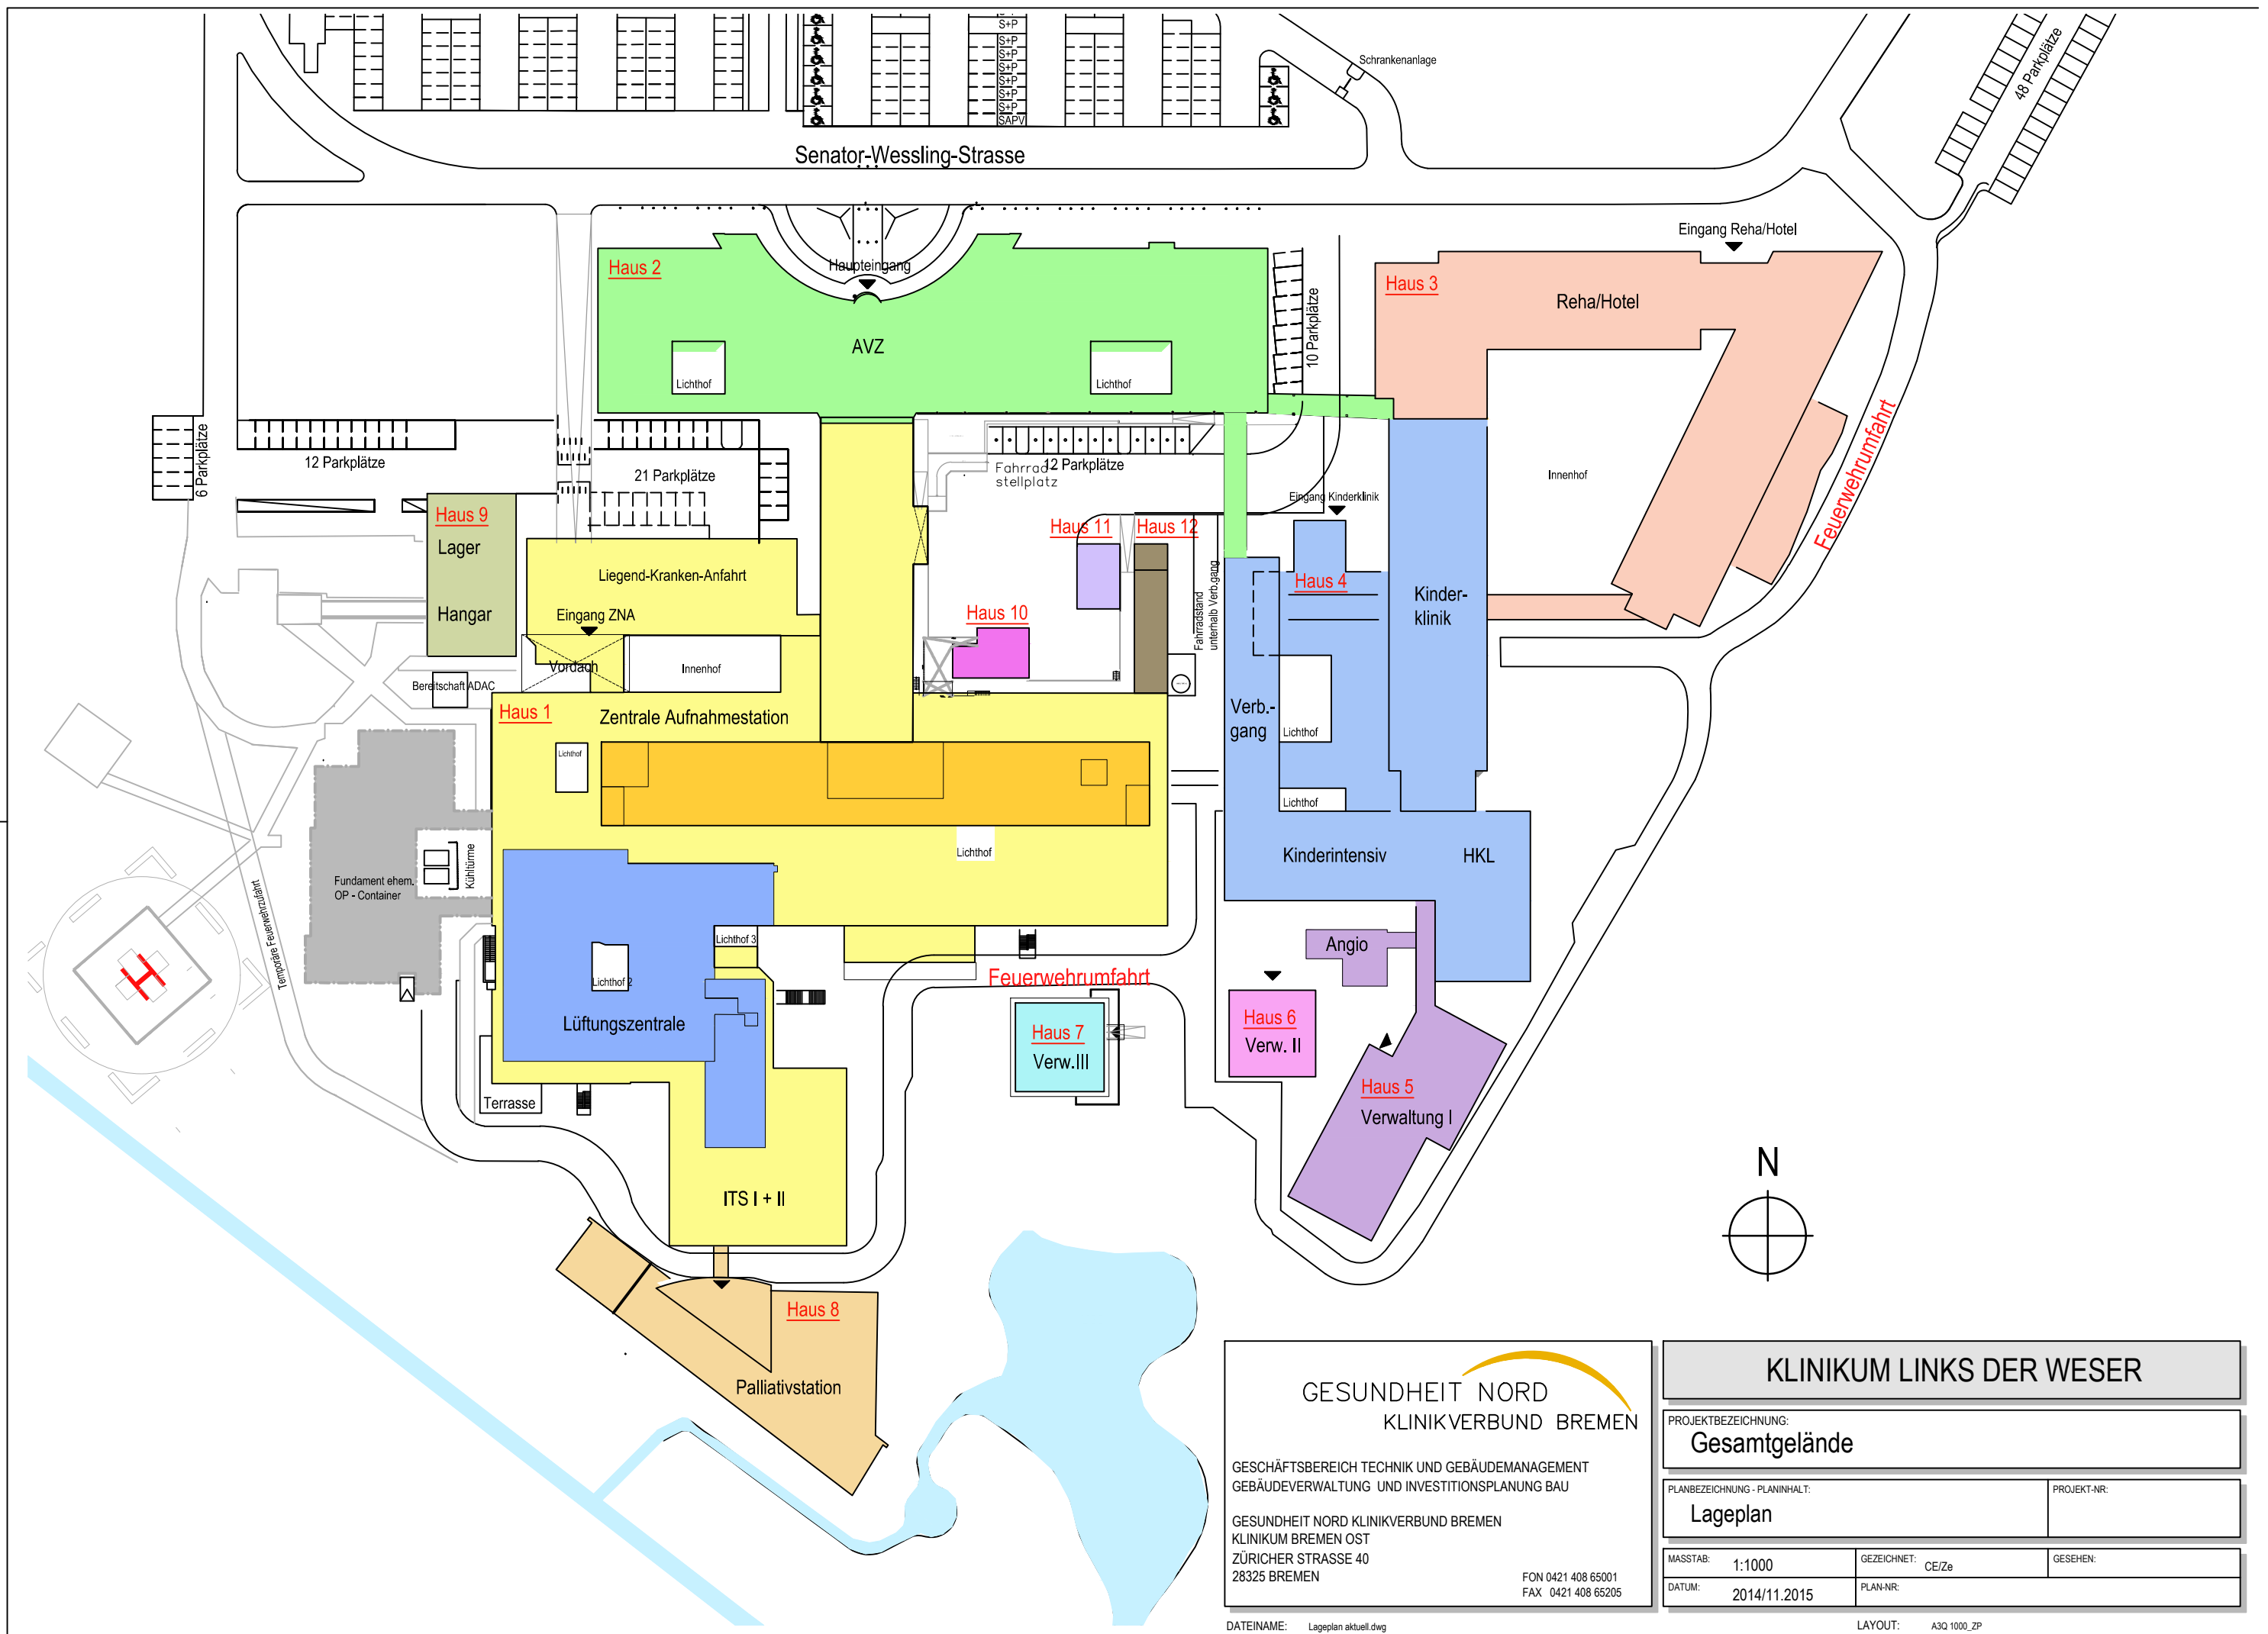 S+P
S+P
S+P
S+P
S+P
S+P
S+P
SAPV
Schrankenanlage
48 Parkplätze
Senator-Wessling-Strasse
Eingang Reha/Hotel
Haus 2
Haupteingang
Haus 3
Reha/Hotel
10 Parkplätze
AVZ
Lichthof
Lichthof
Feuerwehrumfahrt
6 Parkplätze
12 Parkplätze
21 Parkplätze
Fahrrad-
stellplatz
12 Parkplätze
Innenhof
Eingang Kinderklinik
Haus 9
Lager
Hangar
Haus 11
Haus 12
Liegend-Kranken-Anfahrt
Eingang ZNA
Vordach
Innenhof
Haus 10
Fahrradstand
unterhalb Verb.gang
Haus 4
Kinder-
klinik
Bereitschaft ADAC
Haus 1
Zentrale Aufnahmestation
Verb.-
gang
Lichthof
Lichthof
Lichthof
Lichthof
Kinderintensiv
HKL
Kühltürme
Fundament ehem.
OP - Container
Temporäre Feuerwehrzufahrt
H
Lichthof 3
Lichthof 2
Lüftungszentrale
Feuerwehrumfahrt
Angio
Haus 7
Verw.III
Haus 6
Verw. II
Haus 5
Verwaltung I
Terrasse
ITS I + II
N
Haus 8
Palliativstation
GESUNDHEIT NORD
KLINIKVERBUND BREMEN
GESCHÄFTSBEREICH TECHNIK UND GEBÄUDEMANAGEMENT
GEBÄUDEVERWALTUNG UND INVESTITIONSPLANUNG BAU
GESUNDHEIT NORD KLINIKVERBUND BREMEN
KLINIKUM BREMEN OST
ZÜRICHER STRASSE 40
28325 BREMEN
FON 0421 408 65001
FAX 0421 408 65205
KLINIKUM LINKS DER WESER
PROJEKTBEZEICHNUNG:
Gesamtgelände
PLANBEZEICHNUNG - PLANINHALT:
Lageplan
PROJEKT-NR:
MASSTAB: 1:1000
GEZEICHNET: CE/Ze
GESEHEN:
DATUM: 2014/11.2015
PLAN-NR:
DATEINAME: Lageplan aktuell.dwg
LAYOUT: A3Q 1000_ZP